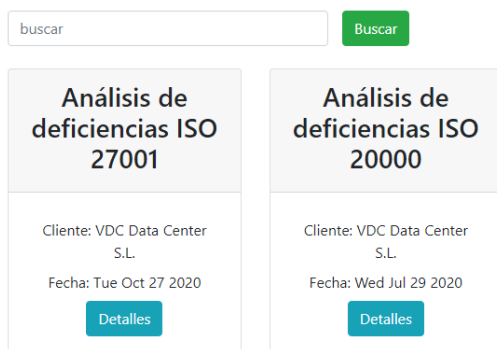 buscar
Buscar
Análisis de
deficiencias ISO
27001
Cliente: VDC Data Center
S.L.
Fecha: Tue Oct 27 2020
Detalles
Análisis de
deficiencias ISO
20000
Cliente: VDC Data Center
S.L.
Fecha: Wed Jul 29 2020
Detalles